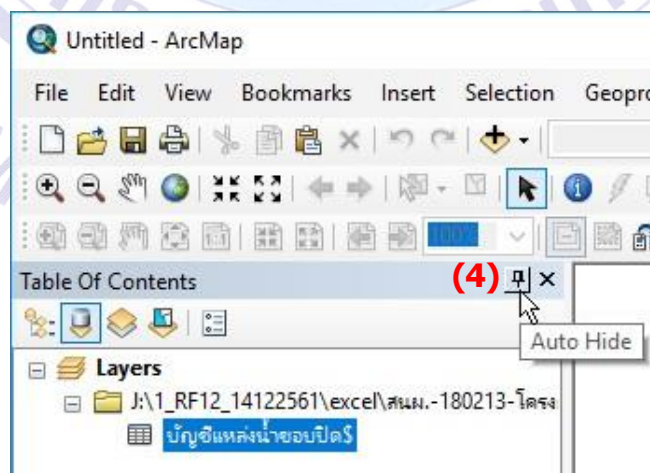 Untitled - ArcMap
File Edit View Bookmarks Insert Selection Geopro
100%
Table Of Contents (4)
Auto Hide
Layers
J:\1_RF12_14122561\excel\สนผ.-180213-โครง
บัญชีแหล่งน้ำขอบปิด$